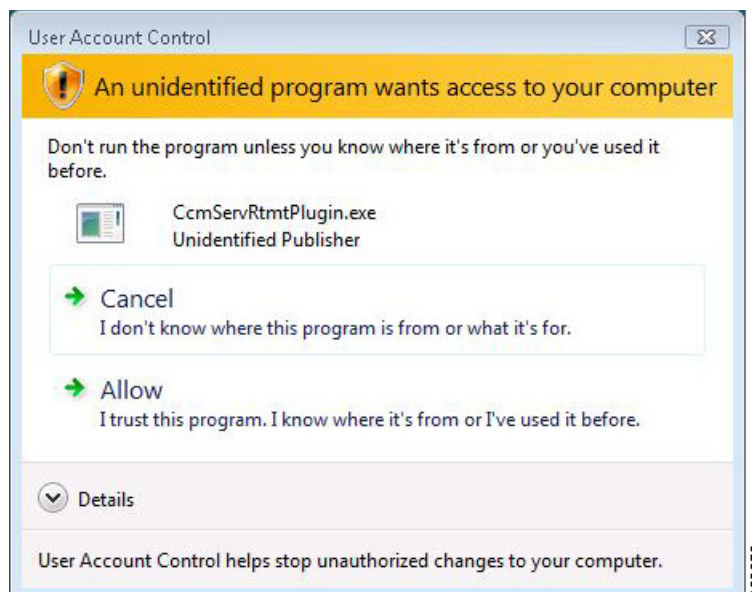 User Account Control
An unidentified program wants access to your computer
Don't run the program unless you know where it's from or you've used it
before.
CcmServRtmtPlugin.exe
Unidentified Publisher
Cancel
I don't know where this program is from or what it's for.
Allow
I trust this program. I know where it's from or I've used it before.
Details
User Account Control helps stop unauthorized changes to your computer.